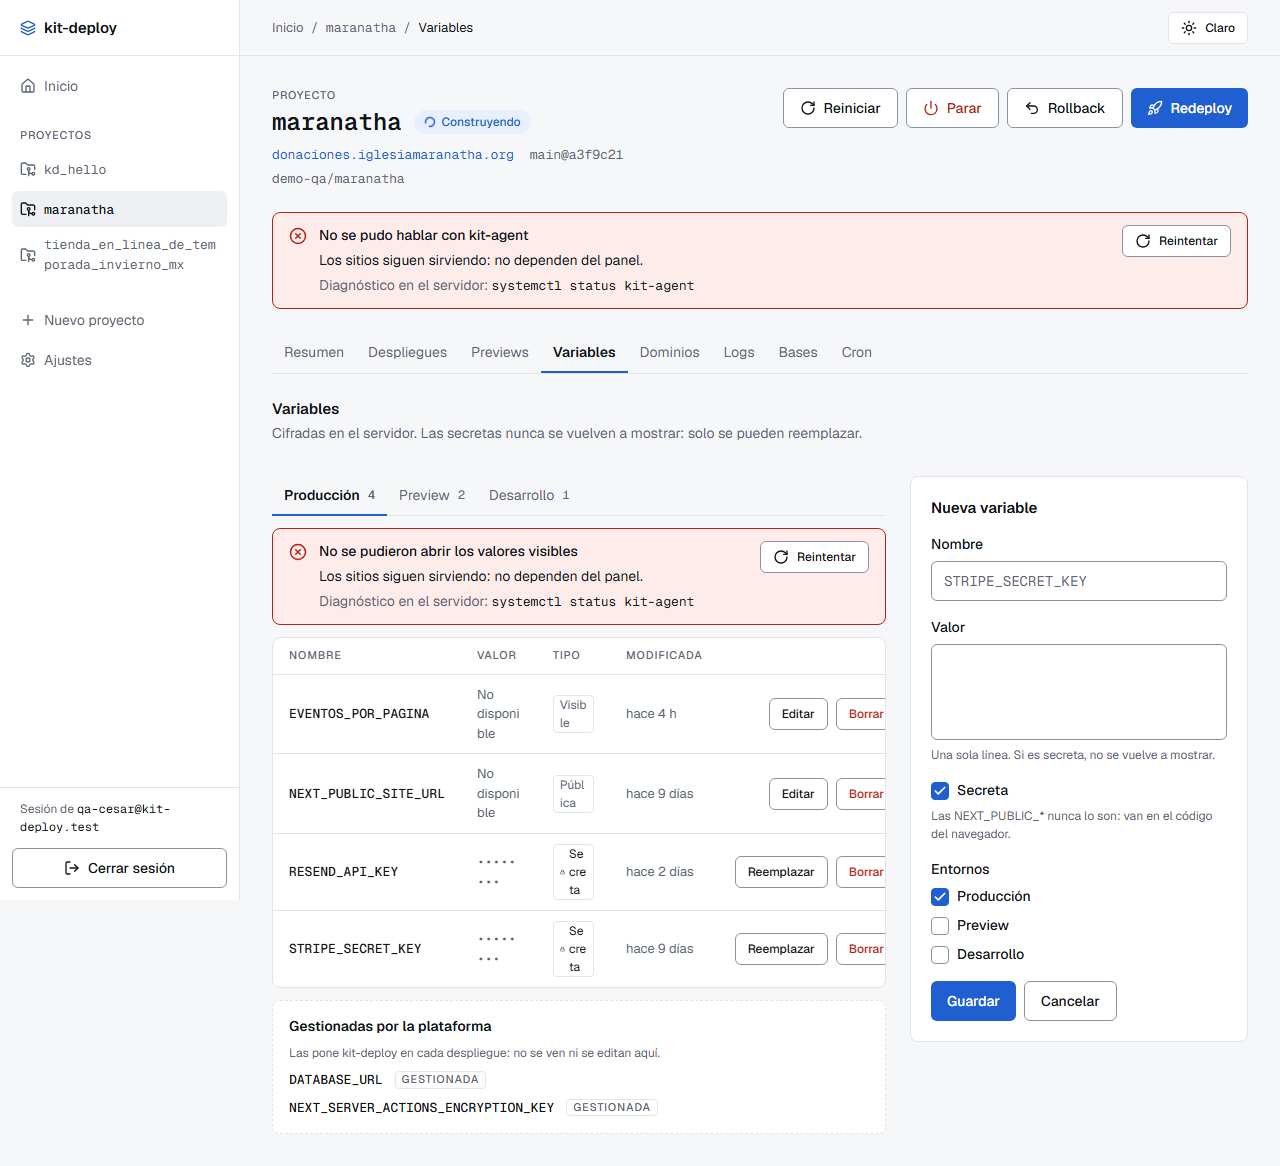 kit-deploy
Inicio / maranatha / Variables
Claro
Inicio
PROYECTOS
kd_hello
maranatha
tienda_en_linea_de_tem
porada_invierno_mx
Nuevo proyecto
Ajustes
Sesión de qa-cesar@kit-
deploy.test
Cerrar sesión
PROYECTO
maranatha Construyendo
donaciones.iglesiamaranatha.org main@a3f9c21
demo-qa/maranatha
Reiniciar Parar Rollback Redeploy
No se pudo hablar con kit-agent
Los sitios siguen sirviendo: no dependen del panel.
Diagnóstico en el servidor: systemctl status kit-agent
Reintentar
Resumen Despliegues Previews Variables Dominios Logs Bases Cron
Variables
Cifradas en el servidor. Las secretas nunca se vuelven a mostrar: solo se pueden reemplazar.
Producción 4 Preview 2 Desarrollo 1
No se pudieron abrir los valores visibles
Los sitios siguen sirviendo: no dependen del panel.
Diagnóstico en el servidor: systemctl status kit-agent
Reintentar
NOMBRE VALOR TIPO MODIFICADA
EVENTOS_POR_PAGINA
No
disponi
ble
Visib
le
hace 4 h
Editar Borrar
NEXT_PUBLIC_SITE_URL
No
disponi
ble
Públ
ica
hace 9 días
Editar Borrar
RESEND_API_KEY
•••••
•••
Se
cre
ta
hace 2 días
Reemplazar Borrar
STRIPE_SECRET_KEY
•••••
•••
Se
cre
ta
hace 9 días
Reemplazar Borrar
Gestionadas por la plataforma
Las pone kit-deploy en cada despliegue: no se ven ni se editan aquí.
DATABASE_URL GESTIONADA
NEXT_SERVER_ACTIONS_ENCRYPTION_KEY GESTIONADA
Nueva variable
Nombre
STRIPE_SECRET_KEY
Valor
Una sola línea. Si es secreta, no se vuelve a mostrar.
Secreta
Las NEXT_PUBLIC_* nunca lo son: van en el código
del navegador.
Entornos
Producción
Preview
Desarrollo
Guardar Cancelar